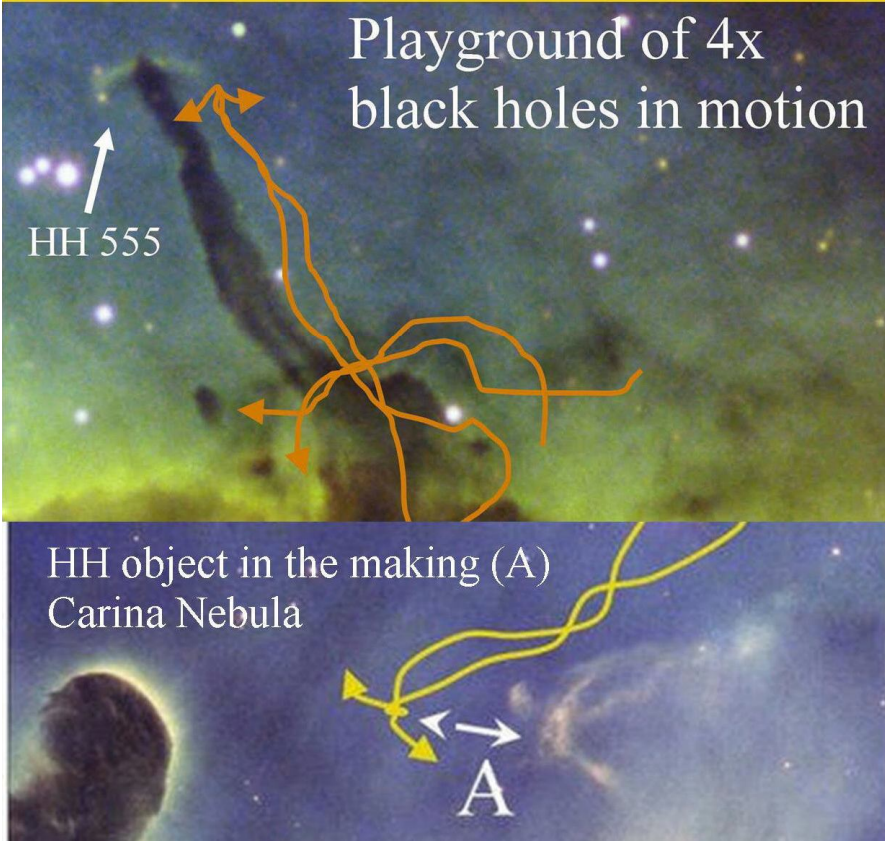 Playground of 4x
black holes in motion
HH 555
HH object in the making (A)
Carina Nebula
A